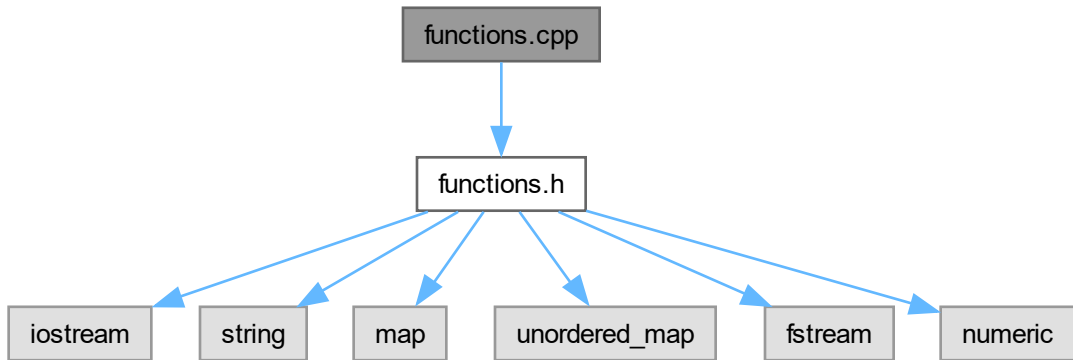 functions.cpp
functions.h
iostream
string
map
unordered_map
fstream
numeric